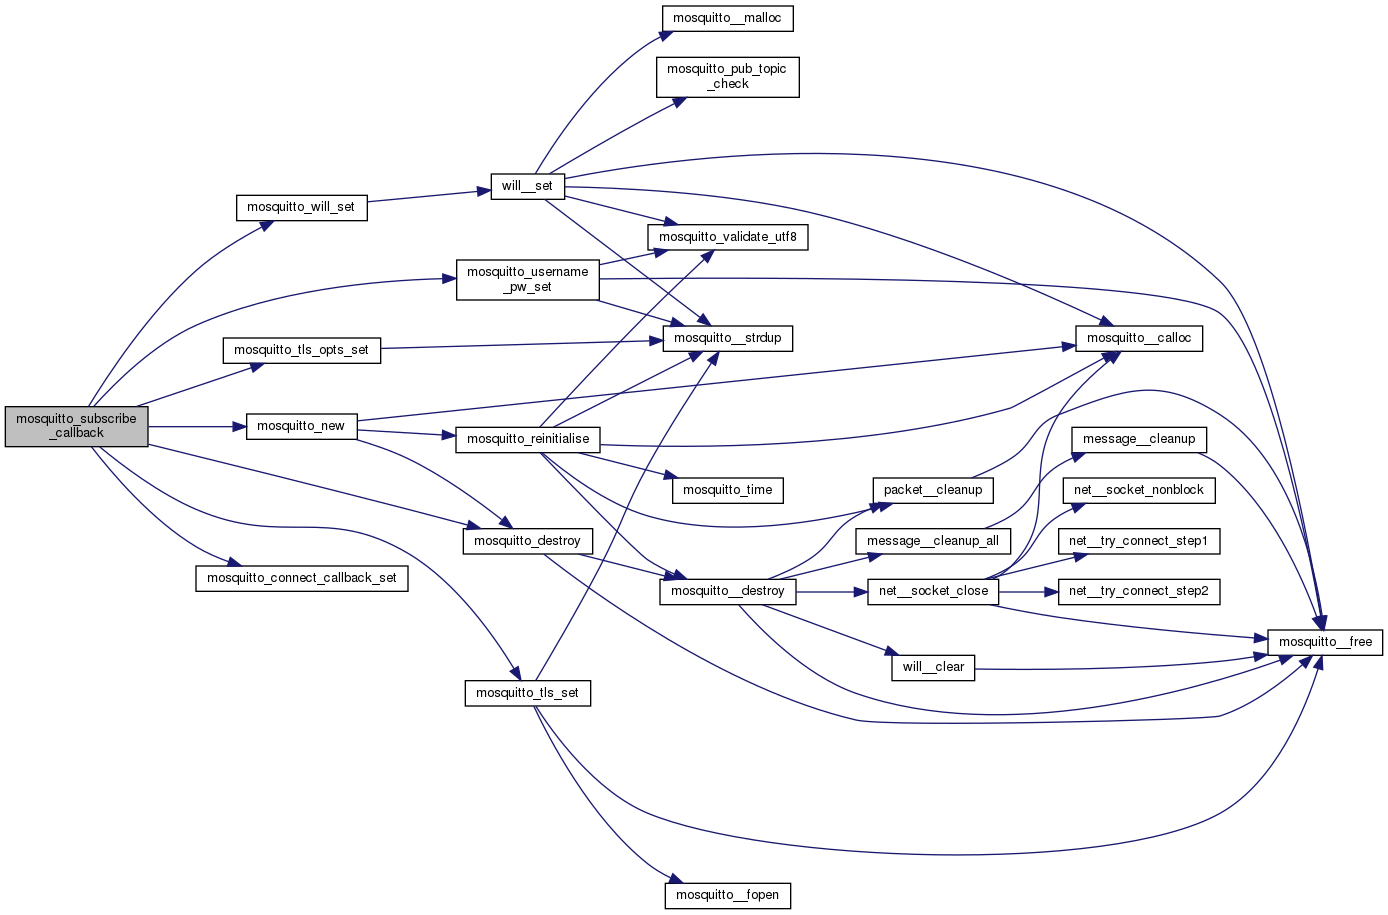 mosquitto__malloc
mosquitto_pub_topic
_check
will__set
mosquitto_will_set
mosquitto_validate_utf8
mosquitto_username
_pw_set
mosquitto__strdup
mosquitto__calloc
mosquitto_tls_opts_set
mosquitto_subscribe
_callback
mosquitto_new
mosquitto_reinitialise
message__cleanup
mosquitto_time
packet__cleanup
net__socket_nonblock
mosquitto_destroy
message__cleanup_all
net__try_connect_step1
mosquitto_connect_callback_set
mosquitto__destroy
net__socket_close
net__try_connect_step2
mosquitto__free
will__clear
mosquitto_tls_set
mosquitto__fopen